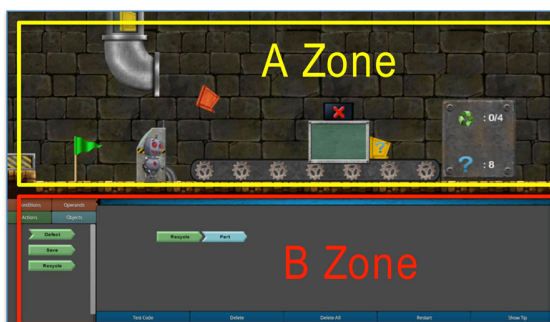 A Zone
: 0/4
?
?
: 8
Conditions
Operands
Actions
Objects
Defect
Save
Recycle
Recycle
Part
B Zone
Test Code
Delete
Delete All
Restart
Show Tip